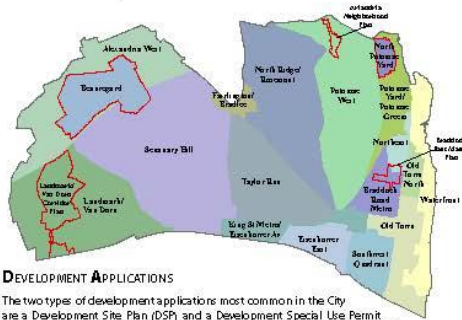 Neighborhood
Plan
Alexandria West
North
Potomac
Yard
Beauregard
North Ridge/
Rosemont
Potomac
West
Potomac
Yard/
Potomac
Greens
Fairlington/
Bradlee
Northeast
Braddock
Plan
Seminary Hill
Old
Town
North
Taylor Run
Braddock
Road
Metro
Waterfront
Landmark/
Van Dorn
Corridor
Plan
Landmark/
Van Dorn
King St Metro/
Eisenhower Av
Old Town
Eisenhower
East
Southwest
Quadrant
DEVELOPMENT APPLICATIONS
The two types of development applications most common in the City
are a Development Site Plan (DSP) and a Development Special Use Permit